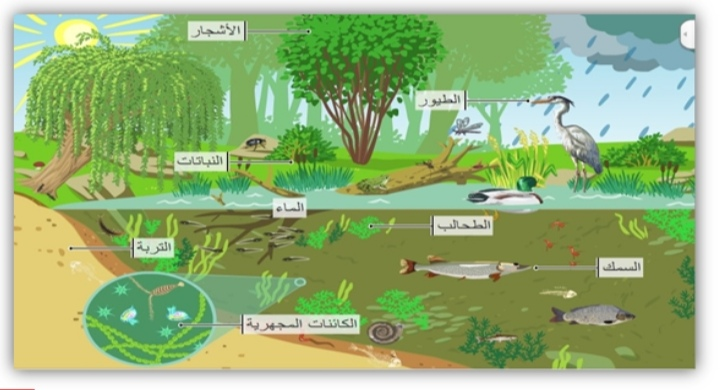 الأشجار
الطيور
النباتات
الماء
الطحالب
التربة
السمك
الكائنات المجهرية